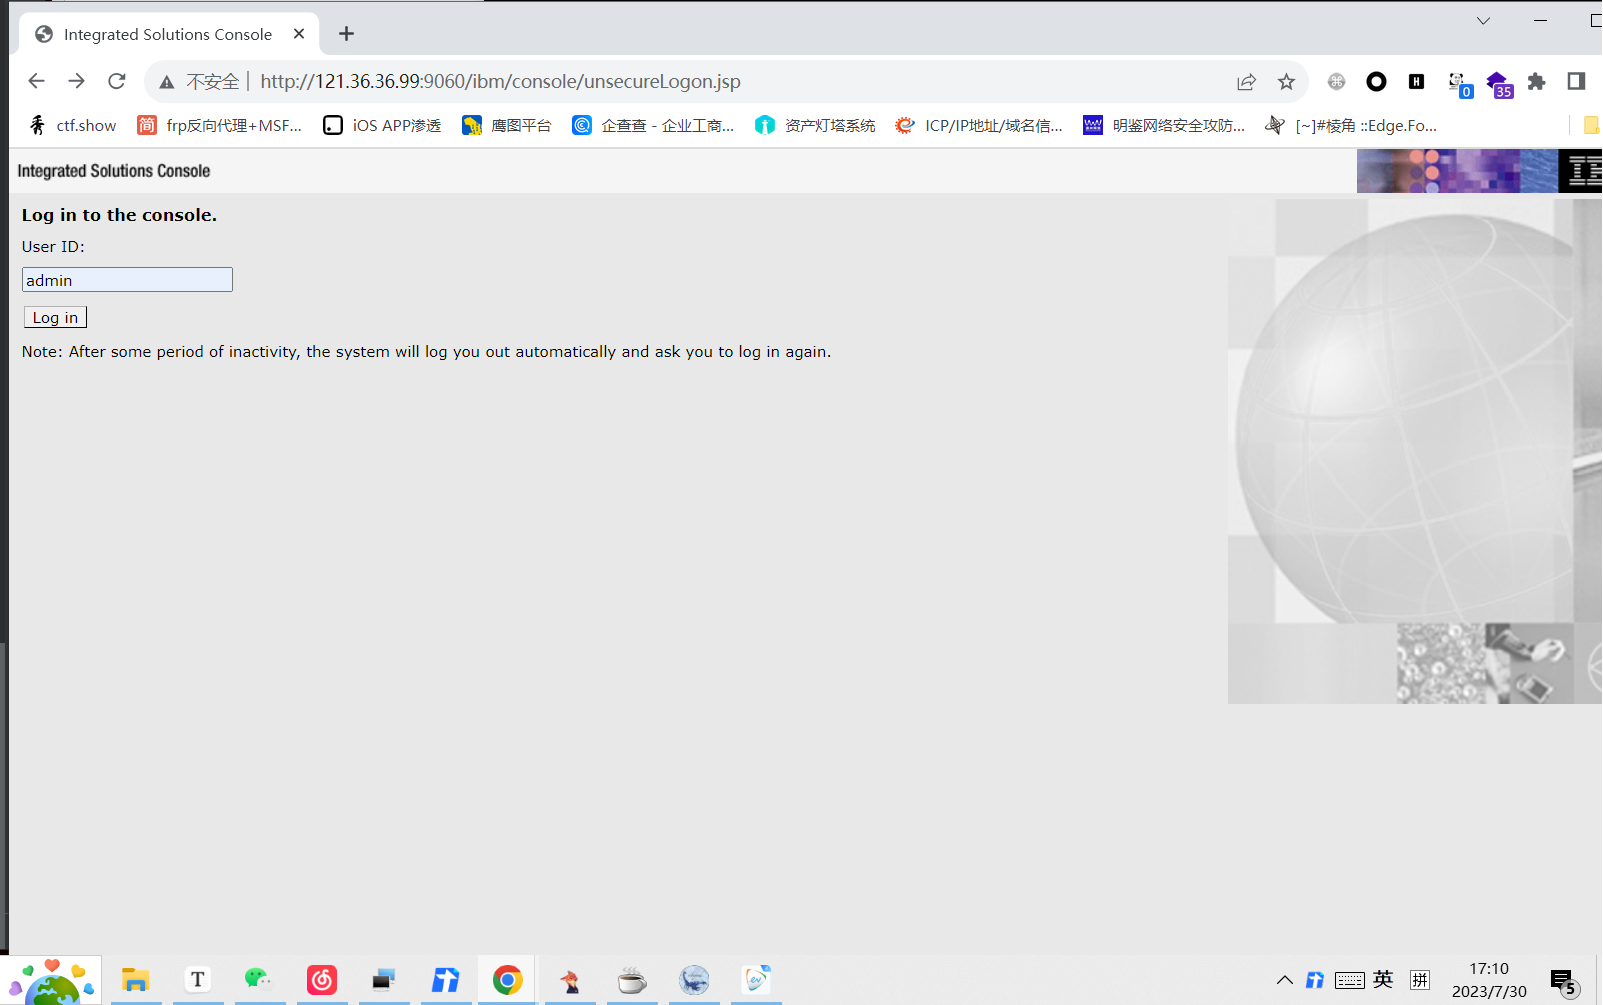 Integrated Solutions Console
不安全 | http://121.36.36.99:9060/ibm/console/unsecureLogon.jsp
0
35
ctf.show
简 frp反向代理+MSF...
iOS APP渗透
鹰图平台
企查查 - 企业工商...
资产灯塔系统
ICP/IP地址/域名信...
明鉴网络安全攻防...
[~]#棱角 ::Edge.Fo...
Integrated Solutions Console
Log in to the console.
User ID:
admin
Log in
Note: After some period of inactivity, the system will log you out automatically and ask you to log in again.
T
英
拼
17:10
2023/7/30
5